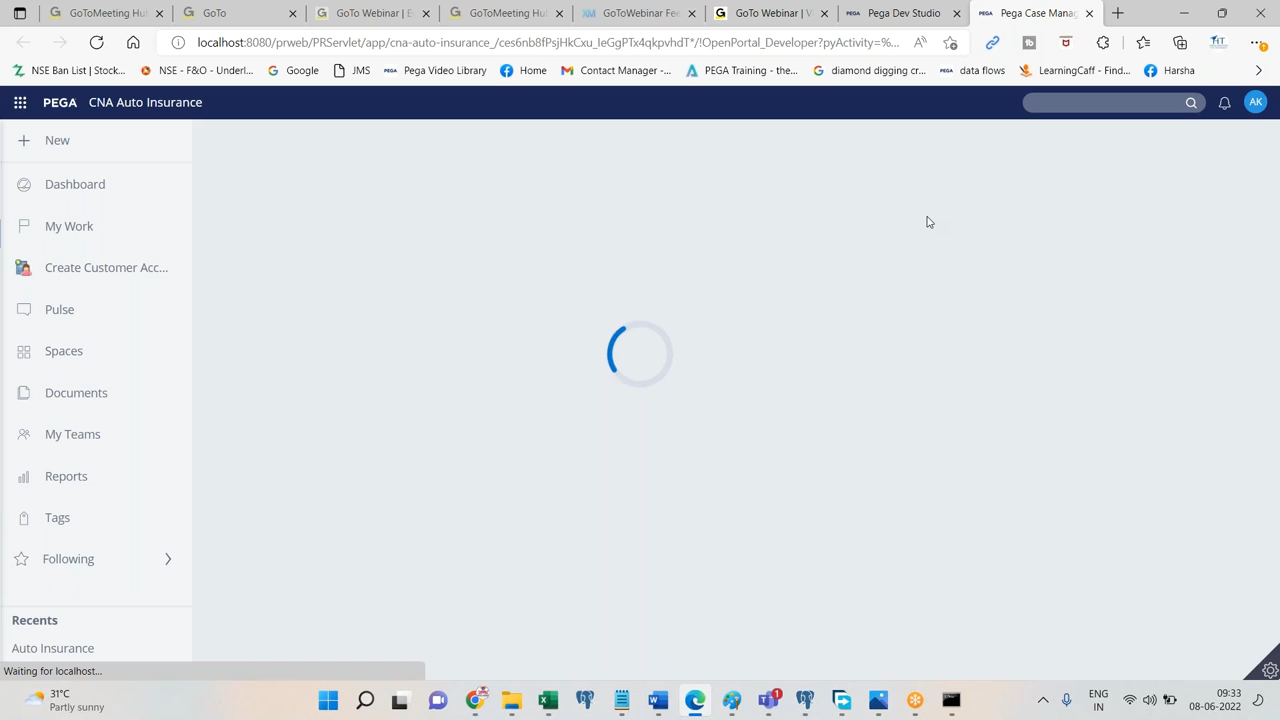 GoToMeeting Hu
GoTo
GoTo Webinar | E
GoToMeeting Hu
GoToWebinar Fee
GoTo Webinar | V
Pega Dev Studio
Pega Case Manag
localhost:8080/prweb/PRServlet/app/cna-auto-insurance_/ces6nb8fPsjHkCxu_IeGgPTx4qkpvhdT*/!OpenPortal_Developer?pyActivity=%...
NSE Ban List | Stock...
NSE - F&O - Underl...
Google
JMS
Pega Video Library
Home
Contact Manager -...
PEGA Training - the...
diamond digging cr...
data flows
LearningCaff - Find...
Harsha
PEGA
CNA Auto Insurance
AK
New
Dashboard
My Work
Create Customer Acc...
Pulse
Spaces
Documents
My Teams
Reports
Tags
Following
Recents
Auto Insurance
Waiting for localhost...
31°C
Partly sunny
1
ENG
IN
09:33
08-06-2022